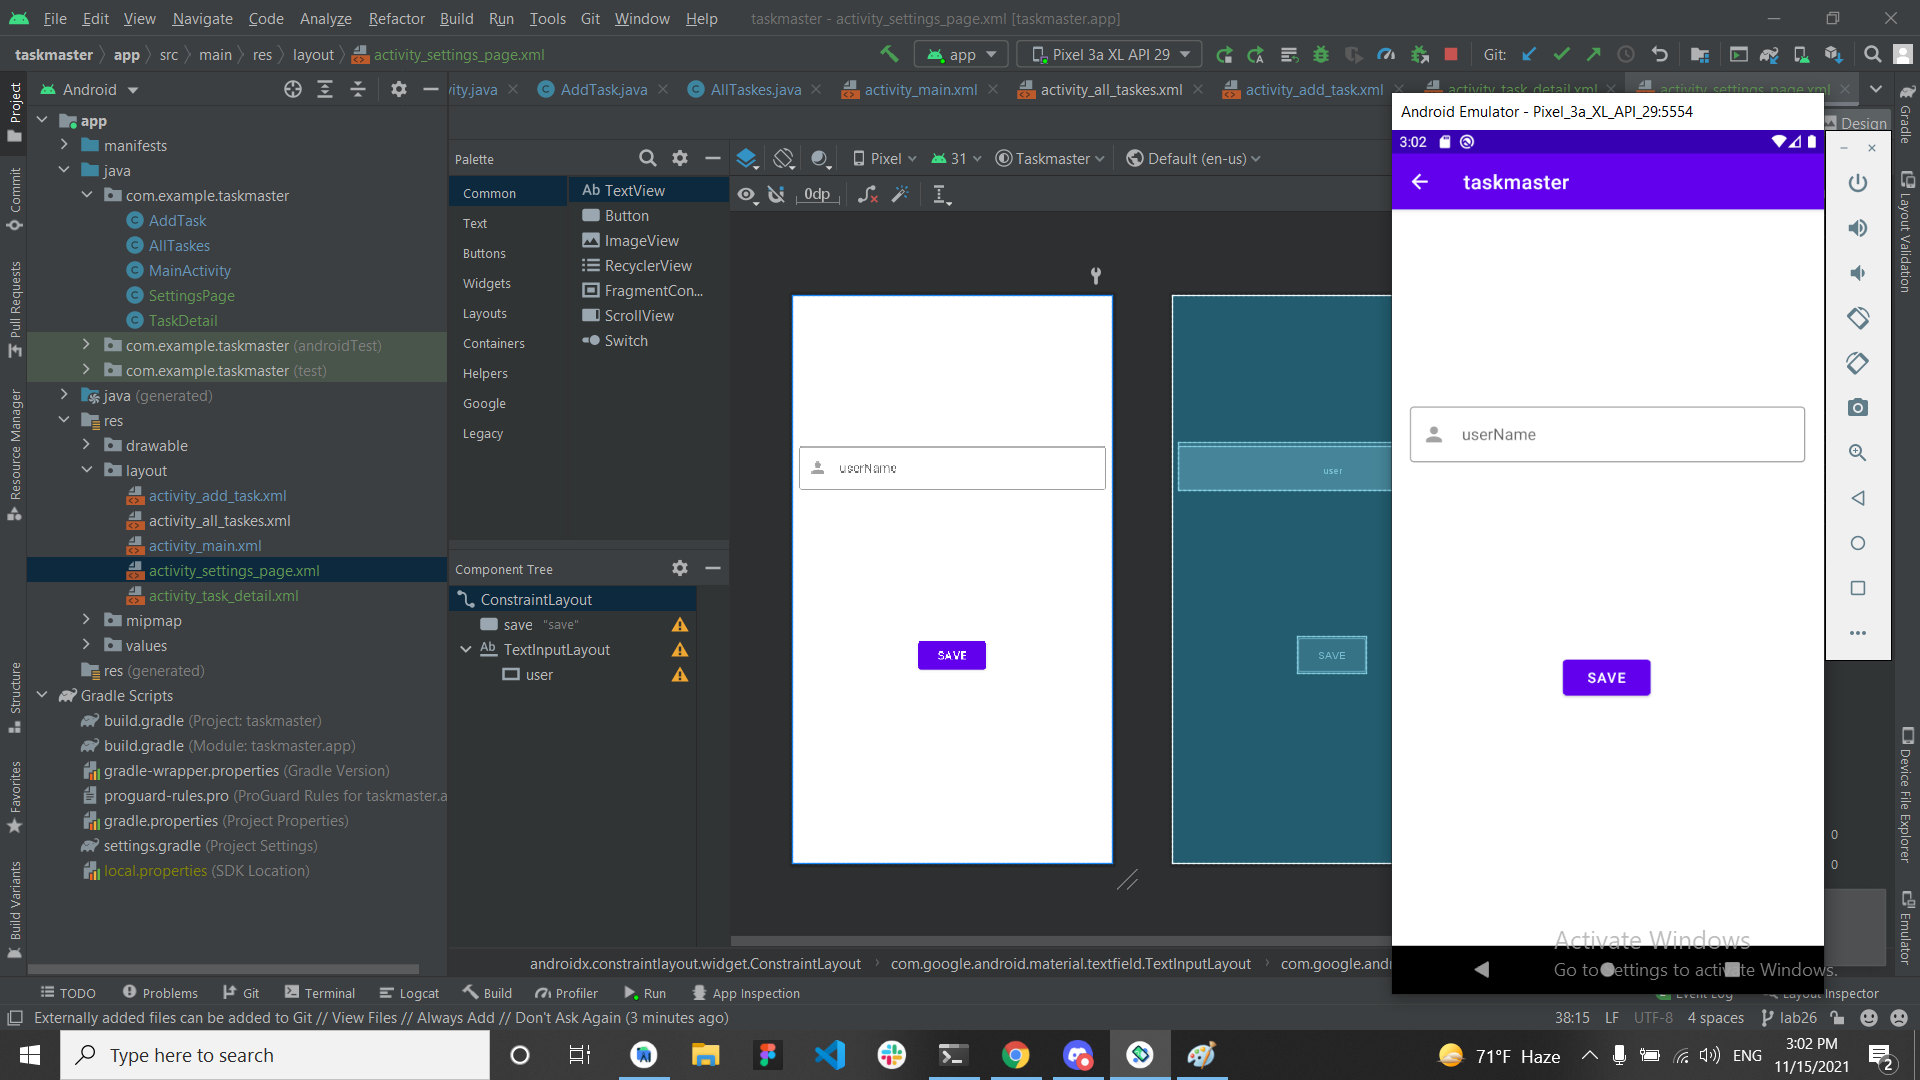 File Edit View Navigate Code Analyze Refactor Build Run Tools Git Window Help taskmaster - activity_settings_page.xml [taskmaster.app]
taskmaster app src main res layout activity_settings_page.xml app Pixel 3a XL API 29 Git:
Project
Commit
Pull Requests
Resource Manager
Structure
Favorites
Build Variants
Android
app
manifests
java
com.example.taskmaster
AddTask
AllTaskes
MainActivity
SettingsPage
TaskDetail
com.example.taskmaster (androidTest)
com.example.taskmaster (test)
java (generated)
res
drawable
layout
activity_add_task.xml
activity_all_taskes.xml
activity_main.xml
activity_settings_page.xml
activity_task_detail.xml
mipmap
values
res (generated)
Gradle Scripts
build.gradle (Project: taskmaster)
build.gradle (Module: taskmaster.app)
gradle-wrapper.properties (Gradle Version)
proguard-rules.pro (ProGuard Rules for taskmaster.a
gradle.properties (Project Properties)
settings.gradle (Project Settings)
local.properties (SDK Location)
vity.java AddTask.java AllTaskes.java activity_main.xml activity_all_taskes.xml activity_add_task.xml activity_task_detail.xml activity_settings_page.xml
Design
Palette
Common
Text
Buttons
Widgets
Layouts
Containers
Helpers
Google
Legacy
Ab TextView
Button
ImageView
RecyclerView
FragmentCon...
ScrollView
Switch
Pixel 31 Taskmaster Default (en-us)
0dp
Component Tree
ConstraintLayout
save "save"
Ab TextInputLayout
user
userName
SAVE
user
SAVE
Android Emulator - Pixel_3a_XL_API_29:5554
3:02
taskmaster
userName
SAVE
Activate Windows
Go to Settings to activate Windows.
Gradle
Layout Validation
Device File Explorer
Emulator
0
0
androidx.constraintlayout.widget.ConstraintLayout com.google.android.material.textfield.TextInputLayout com.google.andr
TODO Problems Git Terminal Logcat Build Profiler Run App Inspection Event Log Layout Inspector
Externally added files can be added to Git // View Files // Always Add // Don't Ask Again (3 minutes ago) 38:15 LF UTF-8 4 spaces lab26
Type here to search 71°F Haze ENG 3:02 PM
11/15/2021 2